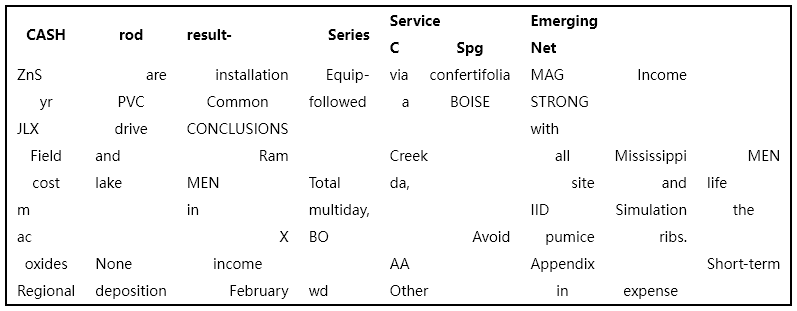 Service Emerging
CASH rod result- Series
C Spg Net
ZnS are installation Equip- via confertifolia MAG Income
yr PVC Common followed a BOISE STRONG
JLX drive CONCLUSIONS with
Field and Ram Creek all Mississippi MEN
cost lake MEN Total da, site and life
m in multiday, IID Simulation the
ac X BO Avoid pumice ribs.
oxides None income AA Appendix Short-term
Regional deposition February wd Other in expense